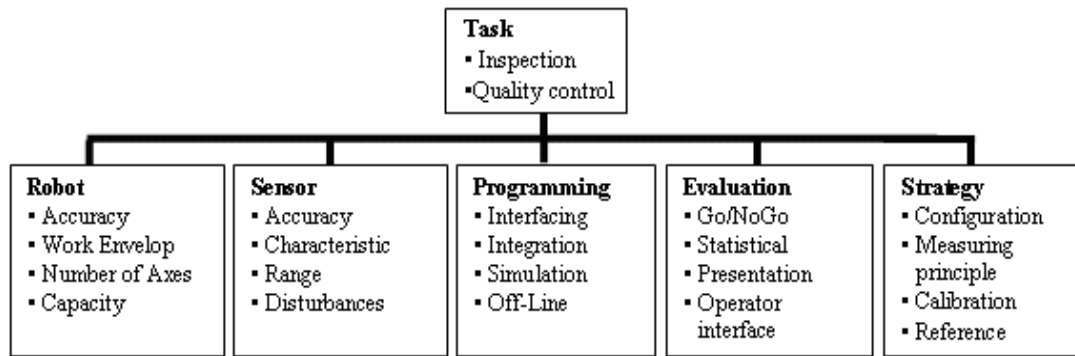 Task
▪ Inspection
▪Quality control
Robot
▪ Accuracy
▪ Work Envelop
▪ Number of Axes
▪ Capacity
Sensor
▪ Accuracy
▪ Characteristic
▪ Range
▪ Disturbances
Programming
▪ Interfacing
▪ Integration
▪ Simulation
▪ Off-Line
Evaluation
▪ Go/NoGo
▪ Statistical
▪ Presentation
▪ Operator
interface
Strategy
▪ Configuration
▪ Measuring
principle
▪ Calibration
▪ Reference